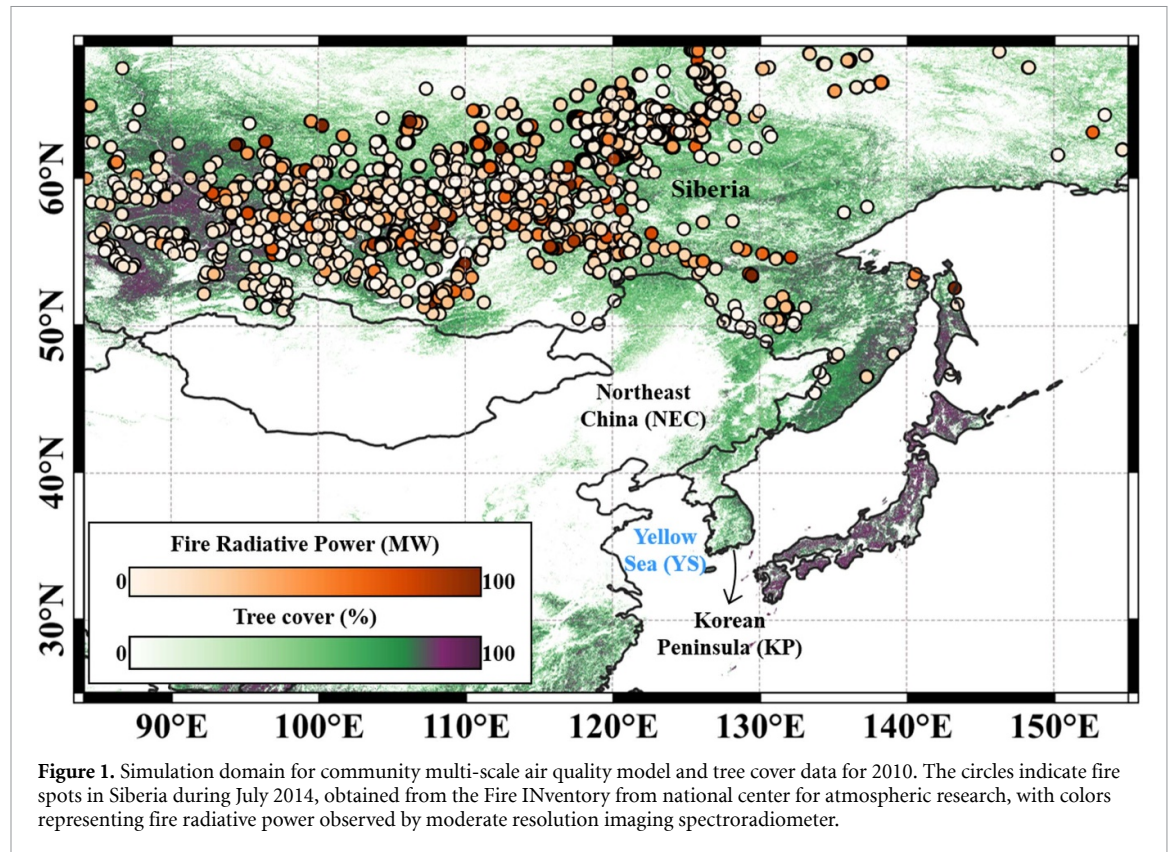 60°N
50°N
40°N
30°N
Siberia
Northeast
China (NEC)
Yellow
Sea (YS)
Korean
Peninsula (KP)
Fire Radiative Power (MW)
0 100
Tree cover (%)
0 100
90°E 100°E 110°E 120°E 130°E 140°E 150°E
Figure 1. Simulation domain for community multi-scale air quality model and tree cover data for 2010. The circles indicate fire
spots in Siberia during July 2014, obtained from the Fire INventory from national center for atmospheric research, with colors
representing fire radiative power observed by moderate resolution imaging spectroradiometer.